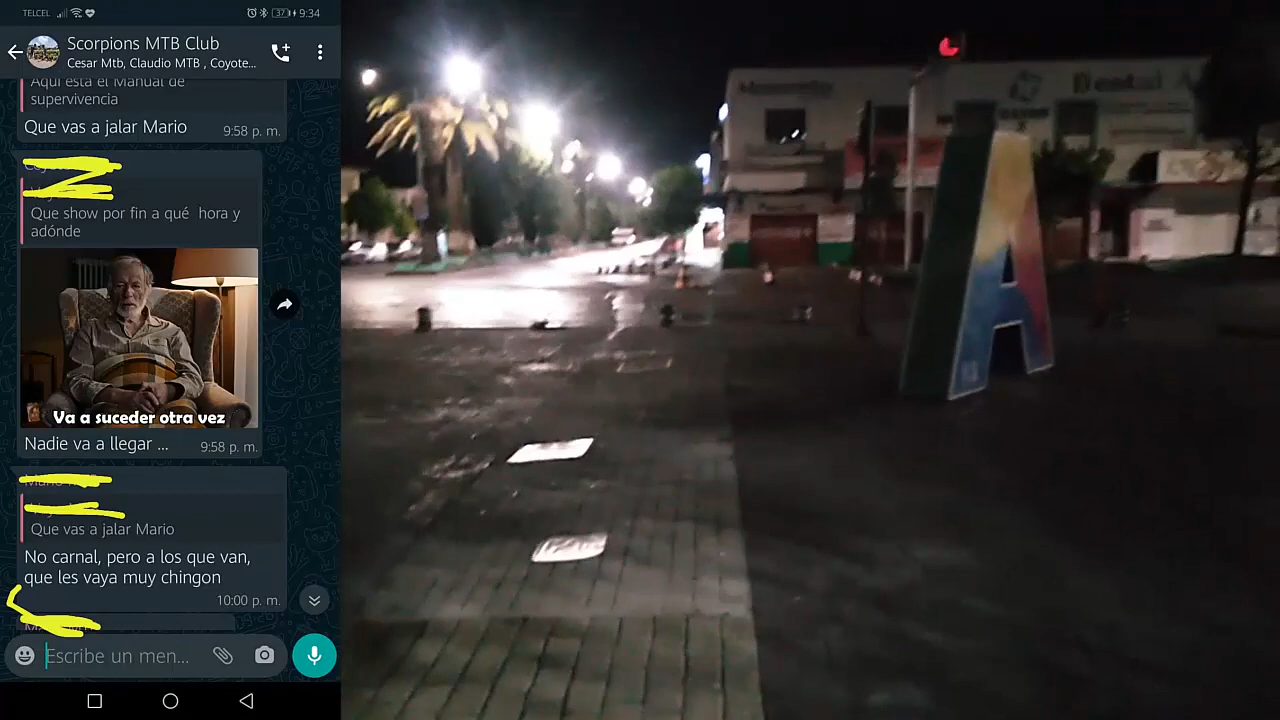 TELCEL
37
9:34
Scorpions MTB Club
Cesar Mtb, Claudio MTB , Coyote...
Aquí está el Manual de
supervivencia
Que vas a jalar Mario
9:58 p. m.
Que show por fin a qué hora y
adónde
Va a suceder otra vez
Nadie va a llegar ...
9:58 p. m.
Que vas a jalar Mario
No carnal, pero a los que van,
que les vaya muy chingon
10:00 p. m.
Escribe un men...
Dental
A